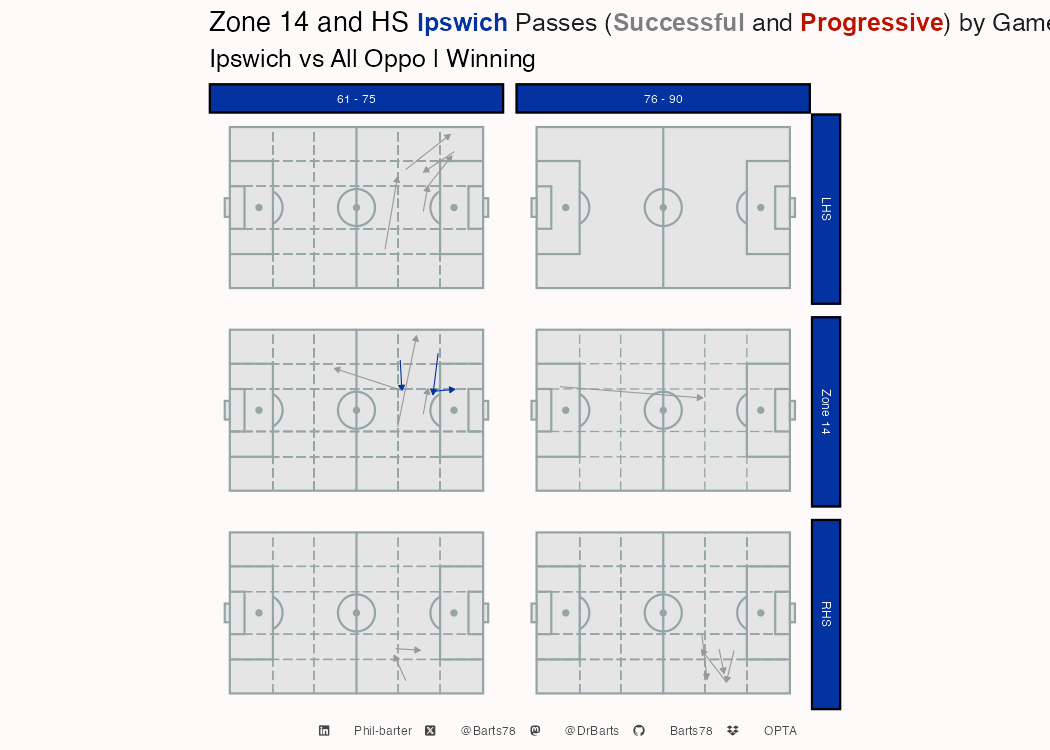 Zone 14 and HS Ipswich Passes (Successful and Progressive) by Game
Ipswich vs All Oppo | Winning
61 - 75
76 - 90
LHS
Zone 14
RHS
Phil-barter @Barts78 @DrBarts Barts78 OPTA